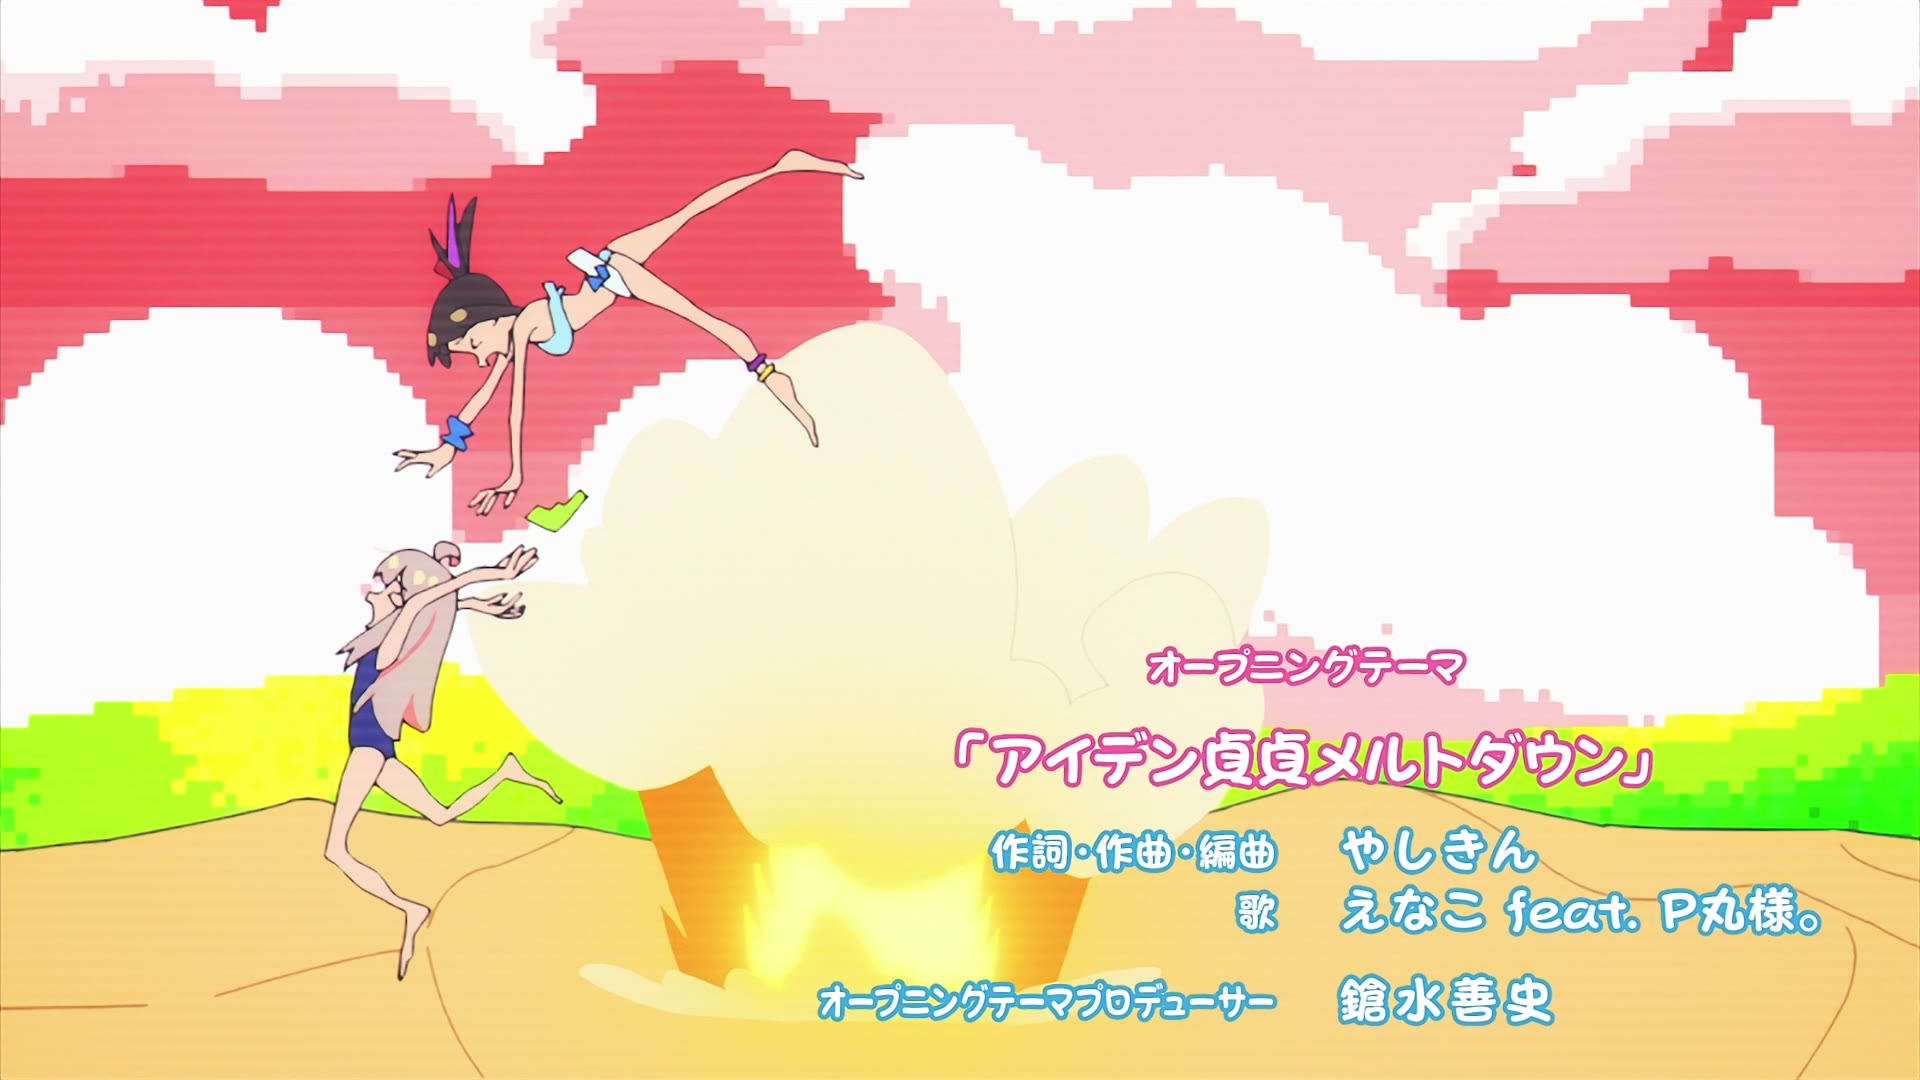 オープニングテーマ
「アイデン貞貞メルトダウン」
作詞・作曲・編曲 やしきん
歌 えなこ feat. P丸様。
オープニングテーマプロデューサー 鎗水善史